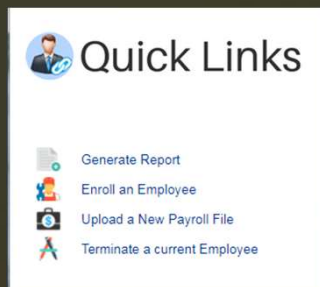 Quick Links
Generate Report
Enroll an Employee
Upload a New Payroll File
Terminate a current Employee